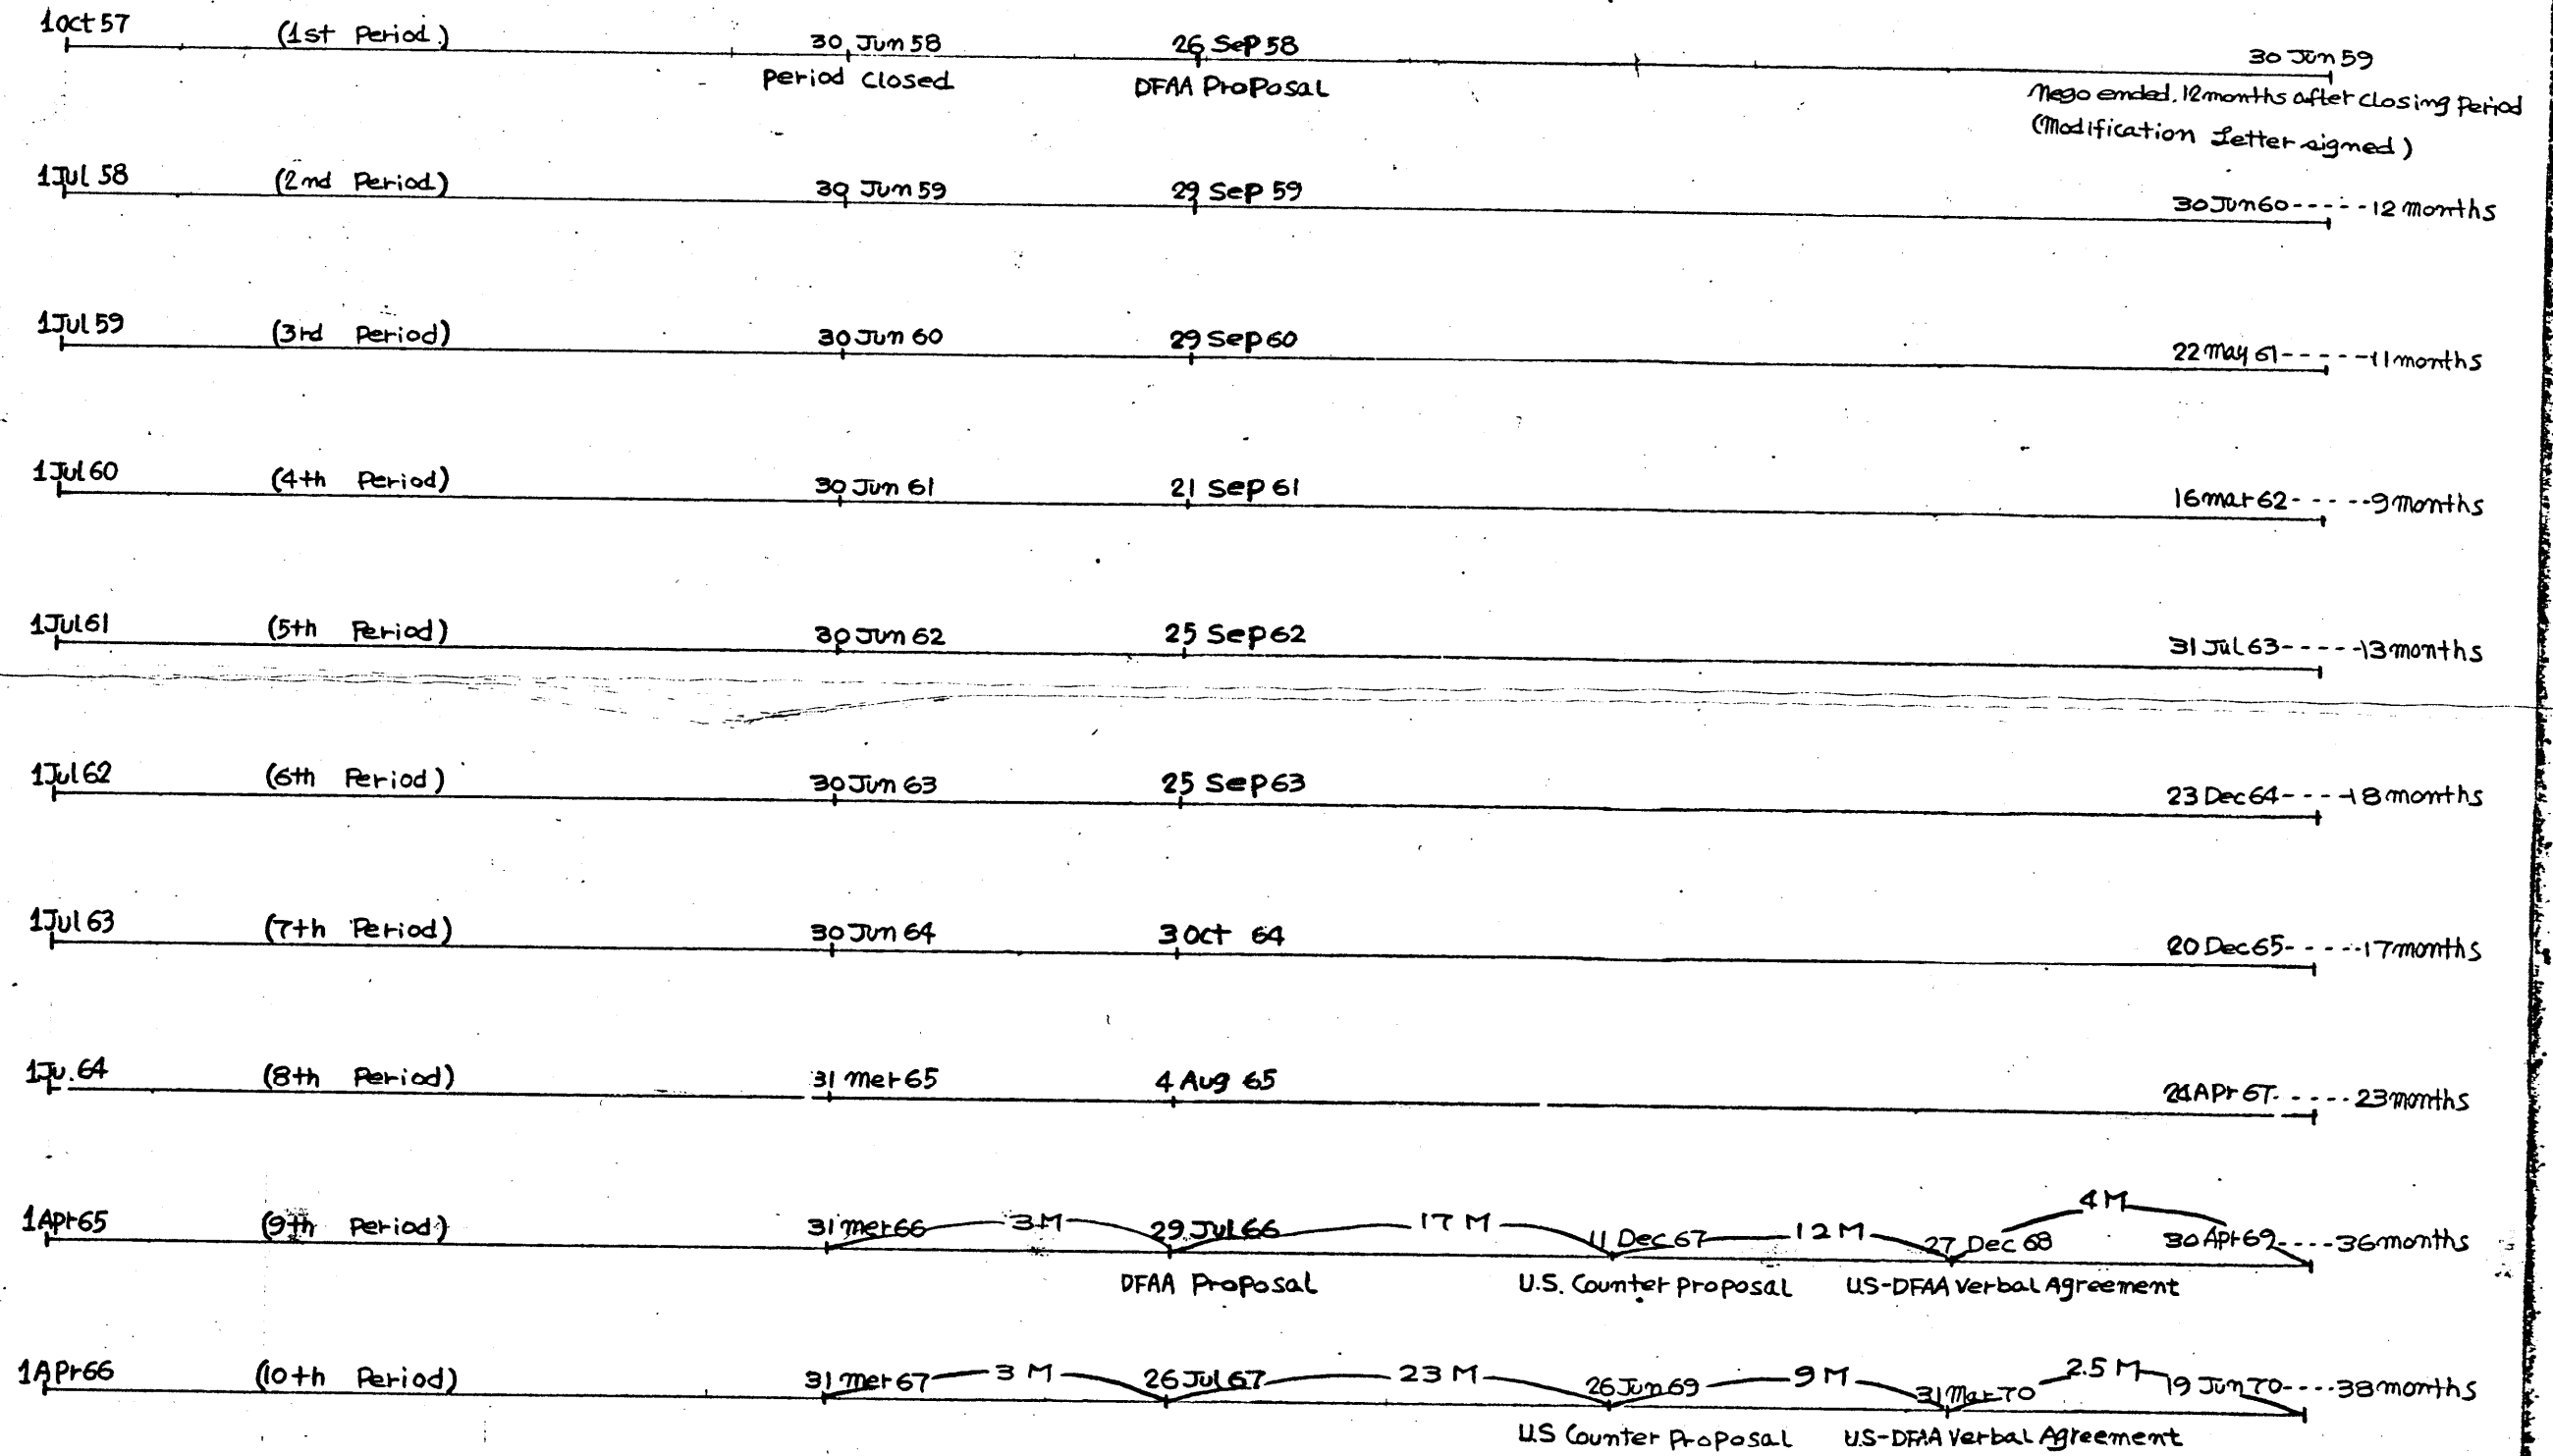 1Oct 57 (1st Period) 30 Jun 58 26 Sep 58 30 Jun 59
Period Closed DFAA Proposal Nego ended, 12 months after closing Period
(Modification Letter signed)
1Jul 58 (2nd Period) 30 Jun 59 29 Sep 59 30 Jun 60-----12 months
1Jul 59 (3rd Period) 30 Jun 60 29 Sep 60 22 May 61-----11 months
1Jul 60 (4th Period) 30 Jun 61 21 Sep 61 16 mar 62-----9 months
1Jul 61 (5th Period) 30 Jun 62 25 Sep 62 31 Jul 63-----13 months
1Jul 62 (6th Period) 30 Jun 63 25 Sep 63 23 Dec 64----18 months
1Jul 63 (7th Period) 30 Jun 64 3 Oct 64 20 Dec 65-----17 months
1Ju. 64 (8th Period) 31 mer 65 4 Aug 65 Apr 67-----23 months
4 M
1Apr 65 (9th Period) 31 mer 66 3M 29 Jul 66 17 M 11 Dec 67 12 M 27 Dec 68 30 Apr 69----36 months
DFAA Proposal U.S. Counter Proposal US-DFAA Verbal Agreement
1Apr 66 (10th Period) 31 mer 67 3 M 26 Jul 67 23 M 26 Jun 69 9 M 31 Mar 70 2.5 M 19 Jun 70----38 months
U.S Counter Proposal U.S-DFAA Verbal Agreement